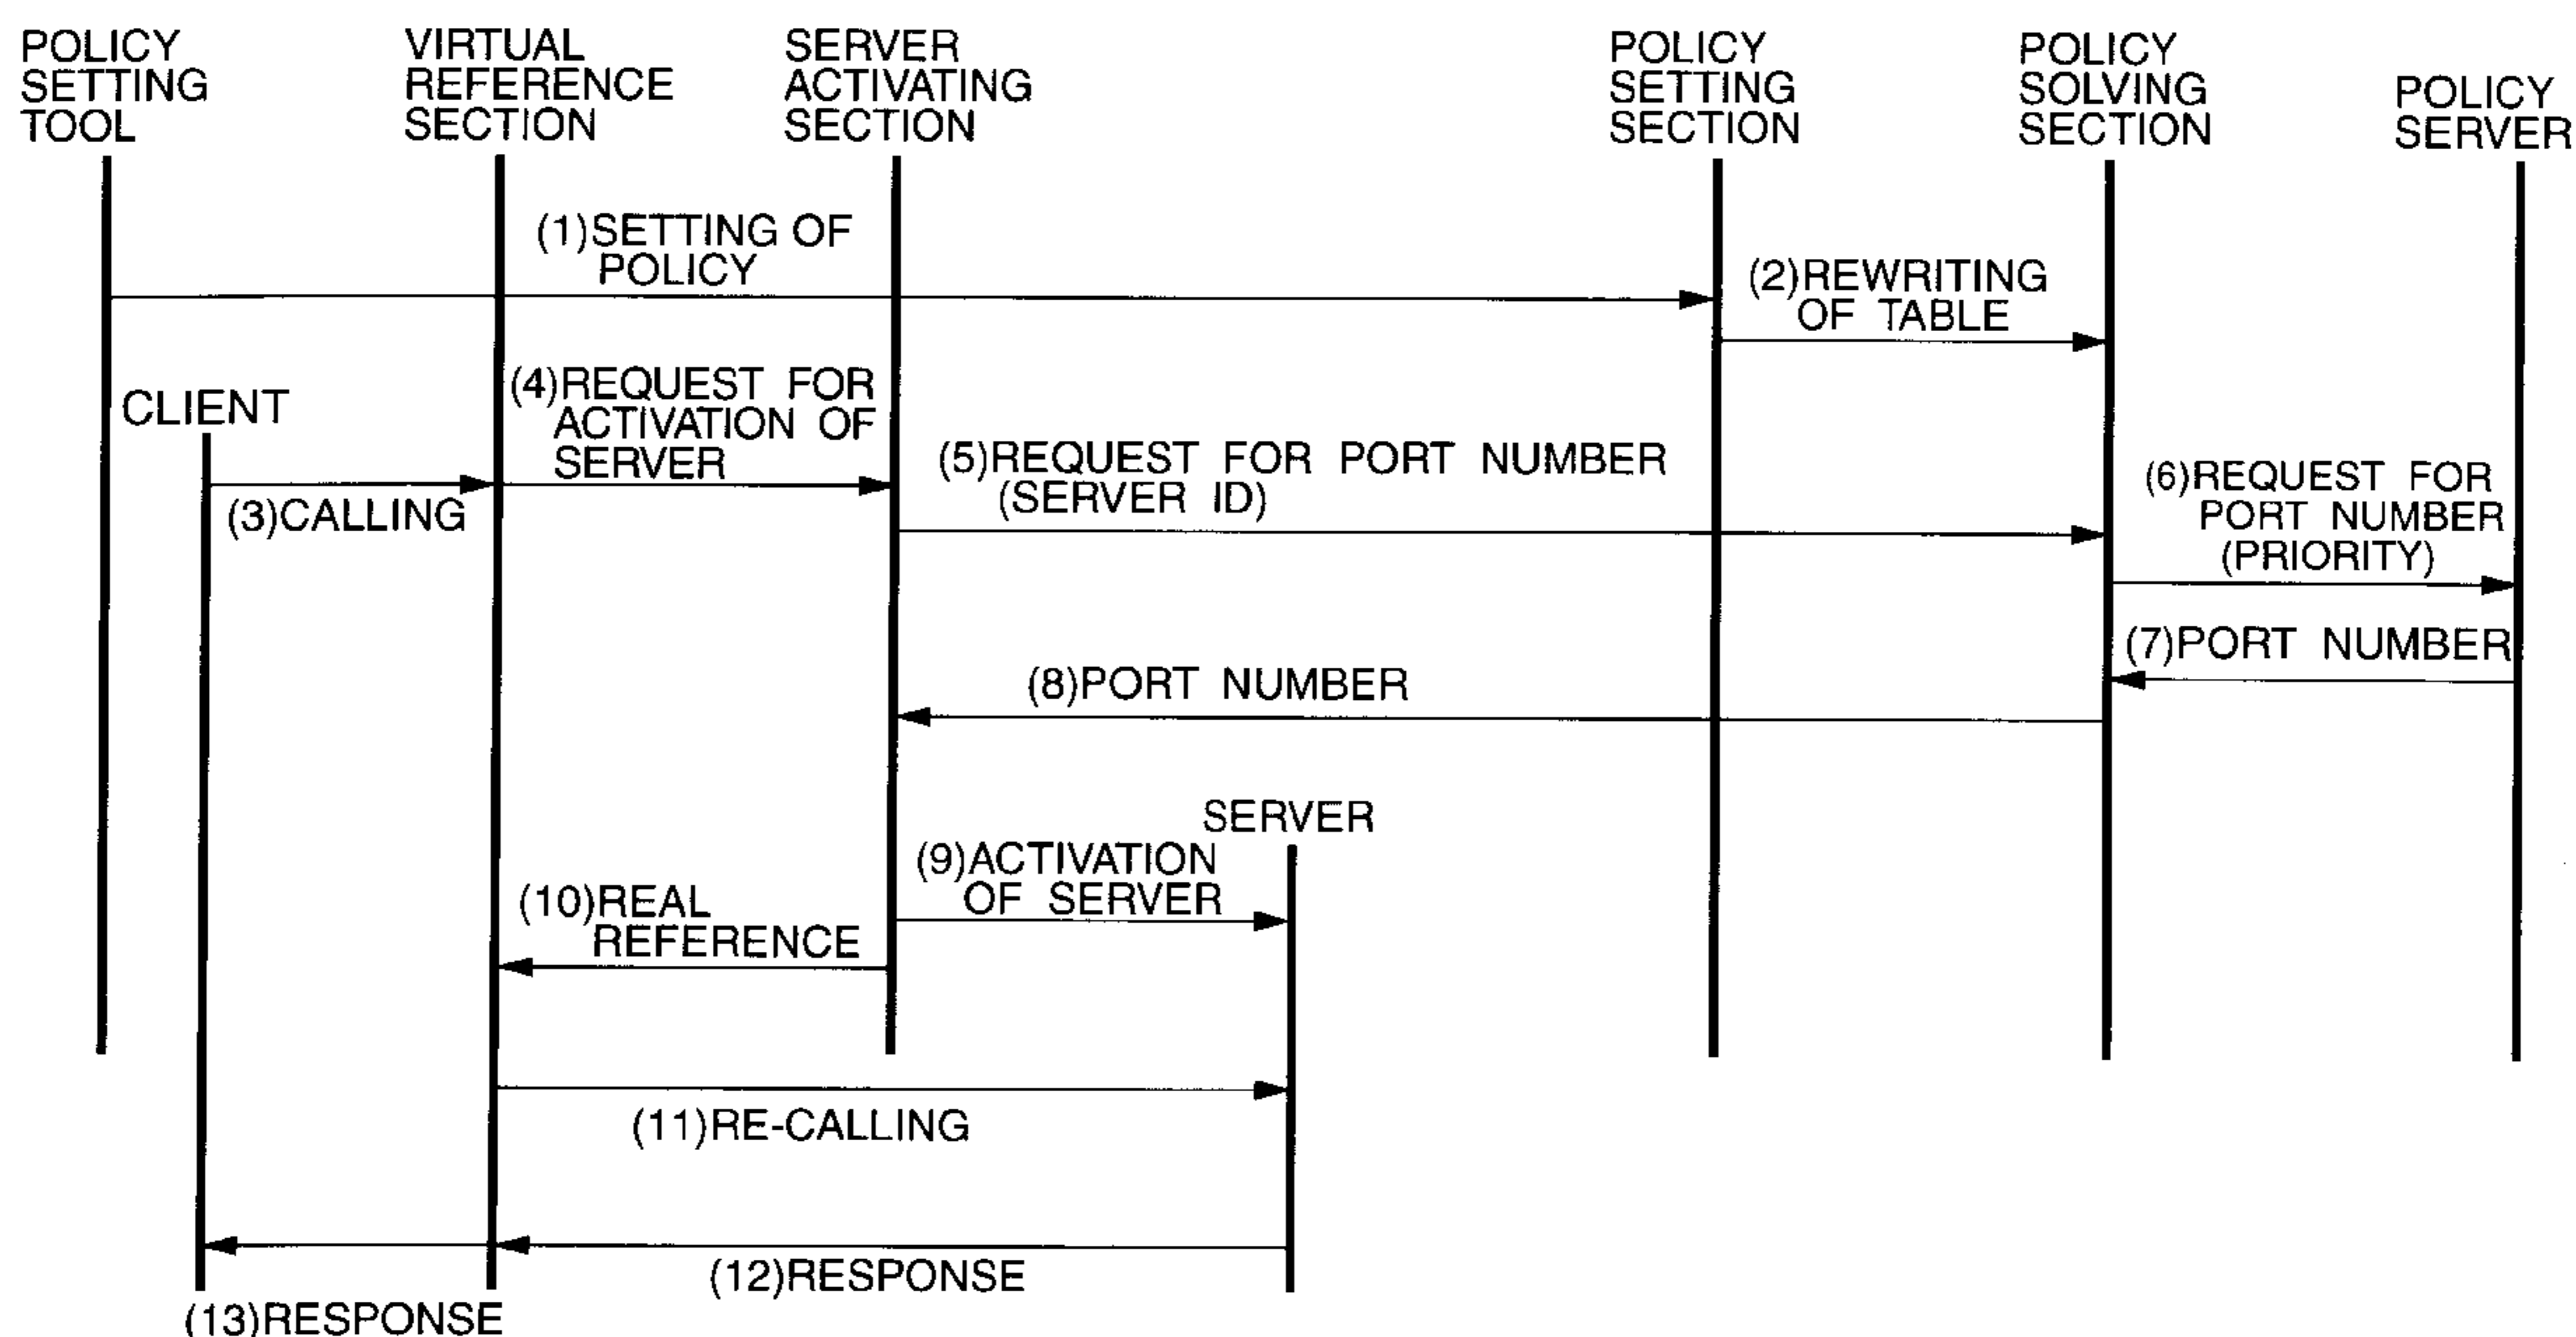 POLICY
SETTING
TOOL
VIRTUAL
REFERENCE
SECTION
SERVER
ACTIVATING
SECTION
POLICY
SETTING
SECTION
POLICY
SOLVING
SECTION
POLICY
SERVER
(1)SETTING OF
POLICY
(2)REWRITING
OF TABLE
CLIENT
(3)CALLING
(4)REQUEST FOR
ACTIVATION OF
SERVER
(5)REQUEST FOR PORT NUMBER
(SERVER ID)
(6)REQUEST FOR
PORT NUMBER
(PRIORITY)
(7)PORT NUMBER
(8)PORT NUMBER
SERVER
(9)ACTIVATION
OF SERVER
(10)REAL
REFERENCE
(11)RE-CALLING
(12)RESPONSE
(13)RESPONSE